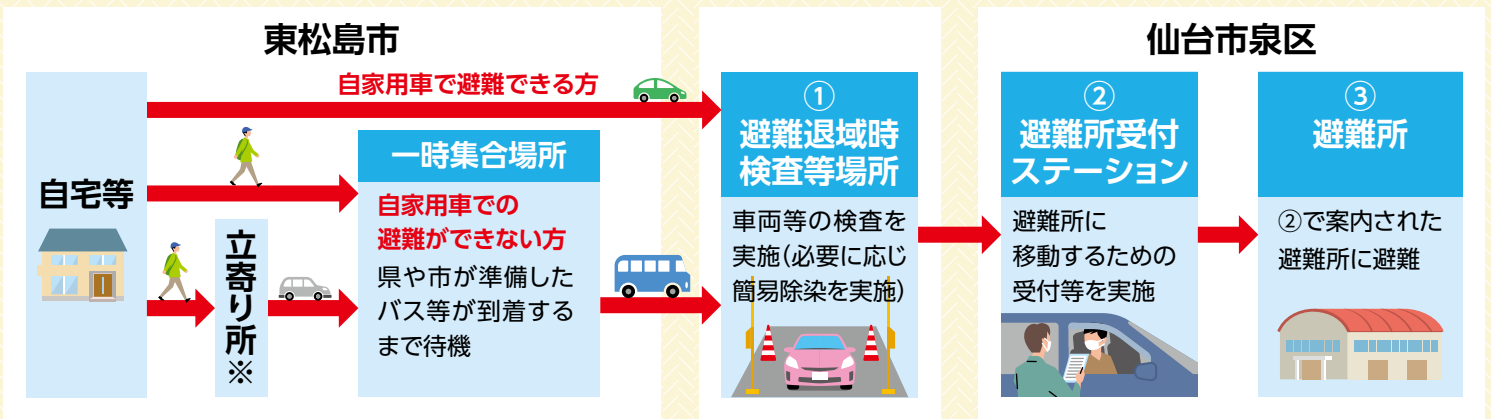 東松島市
自宅等
自家用車で避難できる方
立寄り所※
一時集合場所
自家用車での
避難ができない方
県や市が準備した
バス等が到着する
まで待機
①
避難退域時
検査等場所
車両等の検査を
実施(必要に応じ
簡易除染を実施)
仙台市泉区
②
避難所受付
ステーション
避難所に
移動するための
受付等を実施
③
避難所
②で案内された
避難所に避難